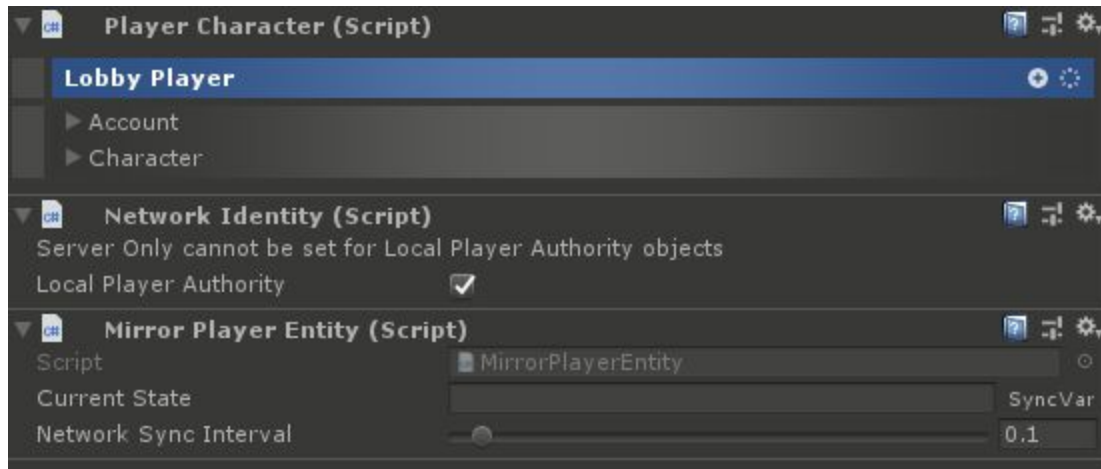 Player Character (Script)
Lobby Player
Account
Character
Network Identity (Script)
Server Only cannot be set for Local Player Authority objects
Local Player Authority
Mirror Player Entity (Script)
Script MirrorPlayerEntity
Current State SyncVar
Network Sync Interval 0.1